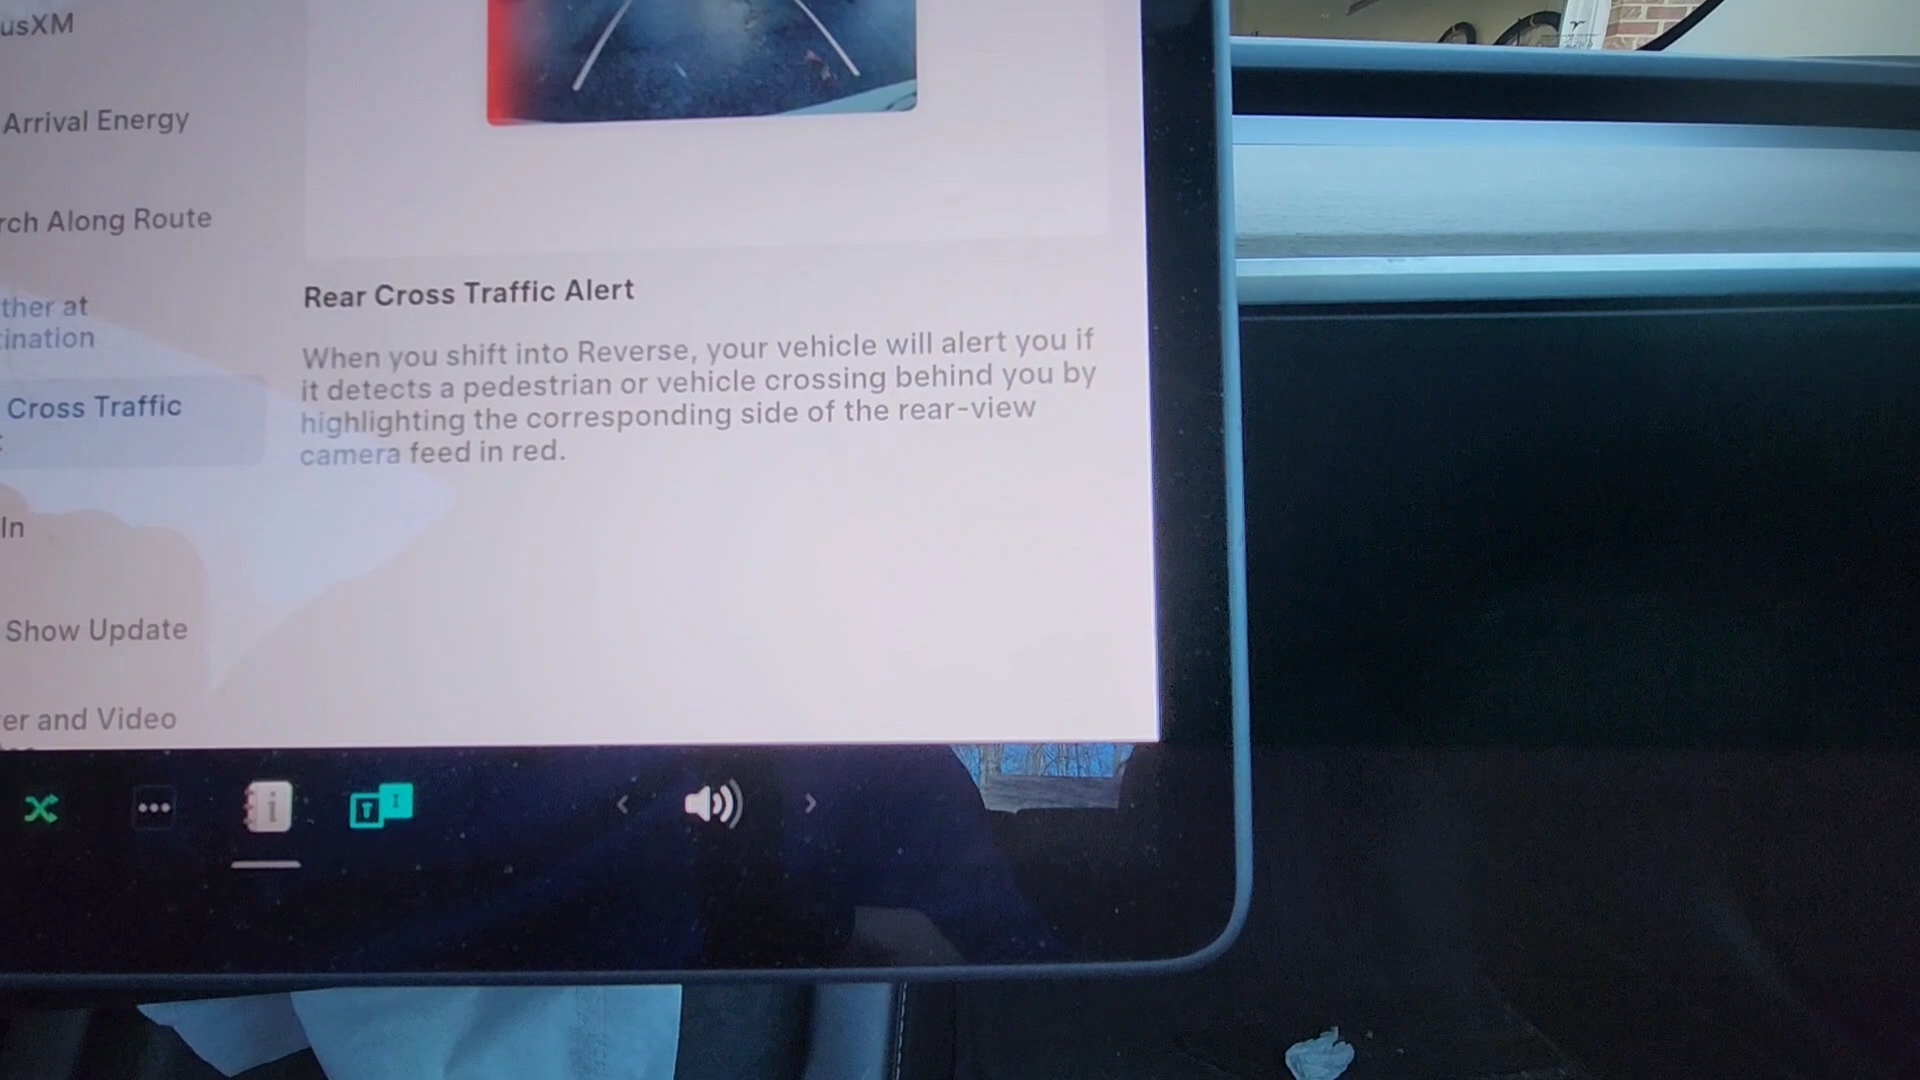 usXM
Arrival Energy
rch Along Route
ther at
ination
Cross Traffic
In
Show Update
er and Video
Rear Cross Traffic Alert
When you shift into Reverse, your vehicle will alert you if
it detects a pedestrian or vehicle crossing behind you by
highlighting the corresponding side of the rear-view
camera feed in red.
i
T I